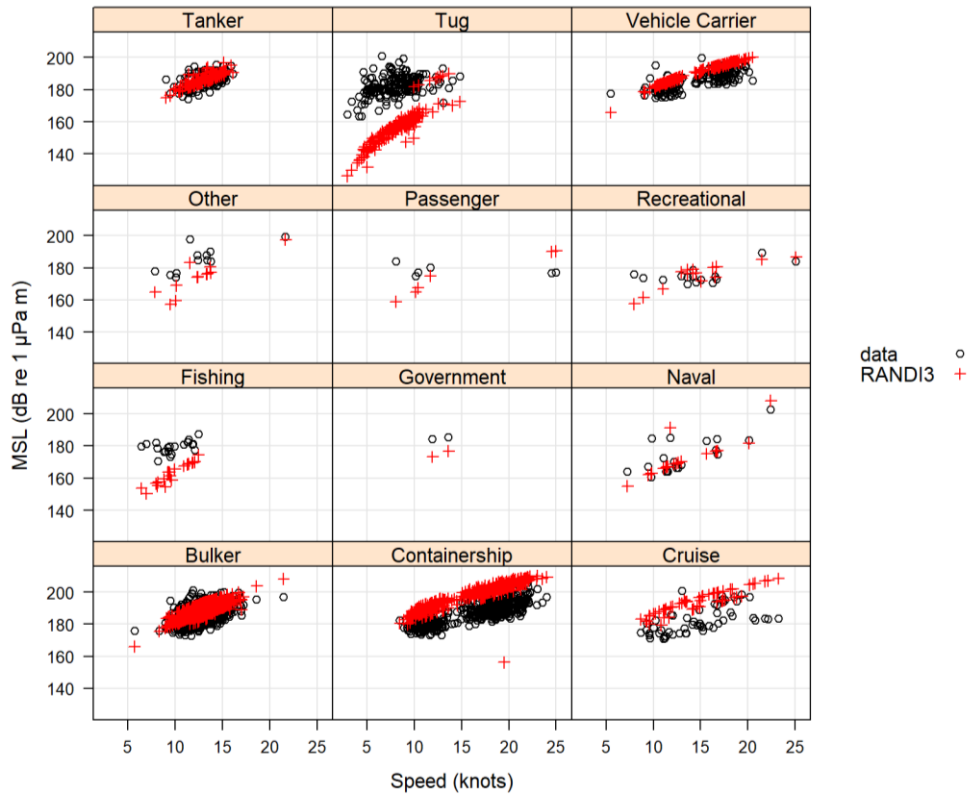 Tanker Tug Vehicle Carrier
200
180
160
140
Other Passenger Recreational
200
180
160
140
Fishing Government Naval
200
180
160
140
Bulker Containership Cruise
200
180
160
140
5 10 15 20 25 5 10 15 20 25 5 10 15 20 25
Speed (knots)
MSL (dB re 1 µPa m)
data
RANDI3